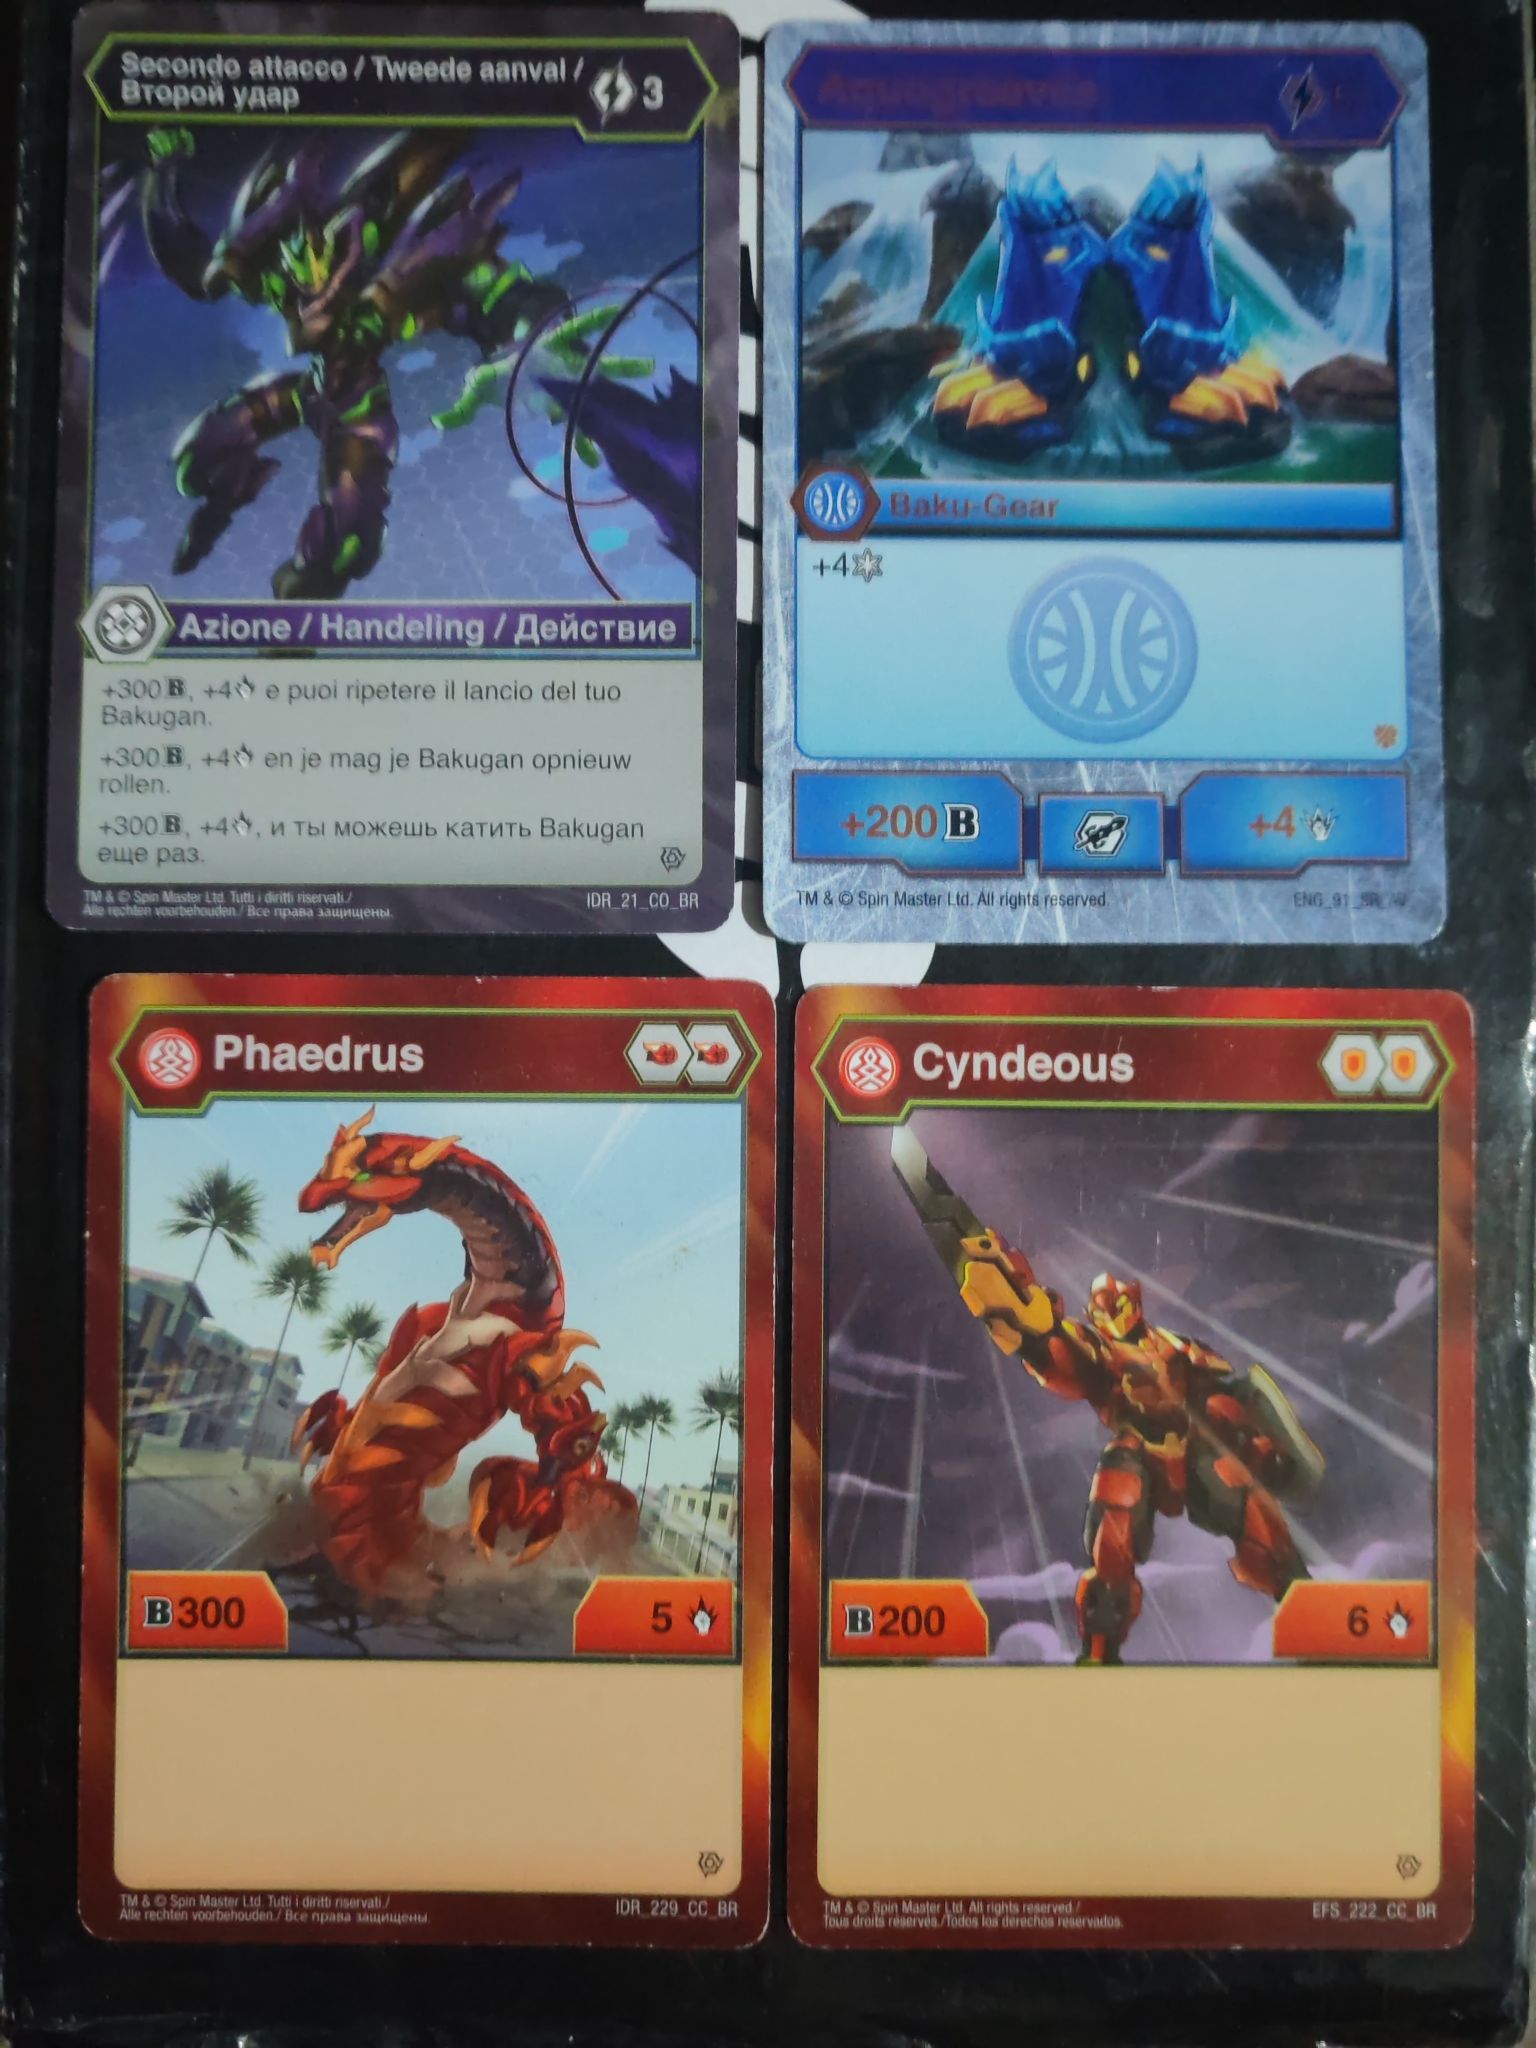 Secondo attacco / Tweede aanval /
Второй удар
3
Azione / Handeling / Действие
+300 B, +4 e puoi ripetere il lancio del tuo
Bakugan.
+300 B, +4 en je mag je Bakugan opnieuw
rollen.
+300 B, +4, и ты можешь катить Bakugan
еще раз.
TM & © Spin Master Ltd. Tutti i diritti riservati./
Alle rechten voorbehouden./ Все права защищены.
IDR_21_CO_BR
Aquagreaves
Baku-Gear
+4
+200 B
+4
TM & © Spin Master Ltd. All rights reserved.
ENG_91_SR_AV
Phaedrus
B 300
5
TM & © Spin Master Ltd. Tutti i diritti riservati./
Alle rechten voorbehouden./ Все права защищены.
IDR_229_CC_BR
Cyndeous
B 200
6
TM & © Spin Master Ltd. All rights reserved./
Tous droits réservés./Todos los derechos reservados.
EFS_222_CC_BR